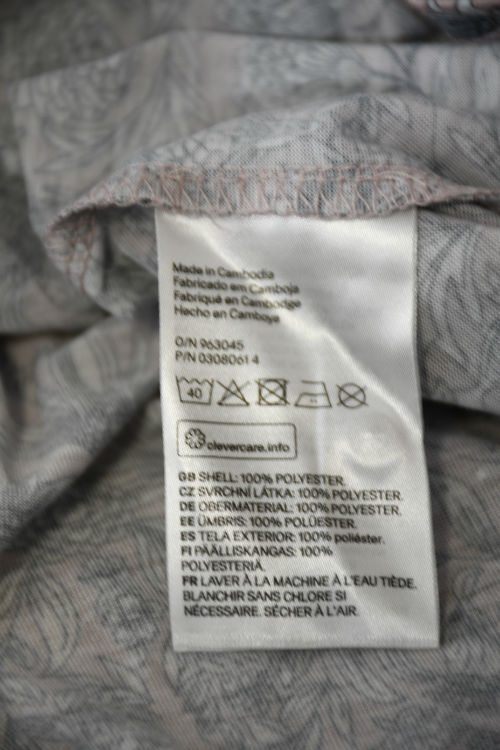 Made in Cambodia
Fabricado em Camboja
Fabriqué en Cambodge
Hecho en Camboya
O/N 963045
P/N 0308061 4
40
clevercare.info
GB SHELL: 100% POLYESTER.
CZ SVRCHNÍ LÁTKA: 100% POLYESTER.
DE OBERMATERIAL: 100% POLYESTER.
EE ÜMBRIS: 100% POLÜESTER.
ES TELA EXTERIOR: 100% poliéster.
FI PÄÄLLISKANGAS: 100%
POLYESTERIÄ.
FR LAVER À LA MACHINE À L'EAU TIÈDE.
BLANCHIR SANS CHLORE SI
NÉCESSAIRE. SÉCHER À L'AIR.